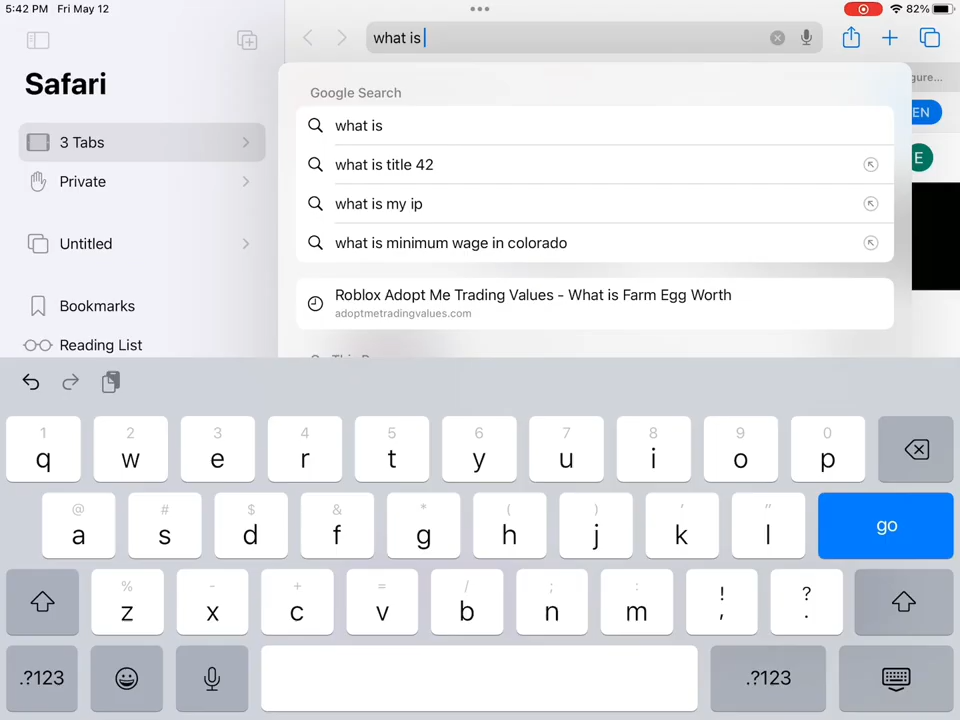 5:42 PM Fri May 12
82%
what is
Safari
3 Tabs
Private
Untitled
Bookmarks
Reading List
gure...
EN
E
Google Search
what is
what is title 42
what is my ip
what is minimum wage in colorado
Roblox Adopt Me Trading Values - What is Farm Egg Worth
adoptmetradingvalues.com
1 2 3 4 5 6 7 8 9 0
q w e r t y u i o p
@ # $ & * ( ) ' "
a s d f g h j k l go
% - + = / ; : ! ?
z x c v b n m , .
.?123 .?123